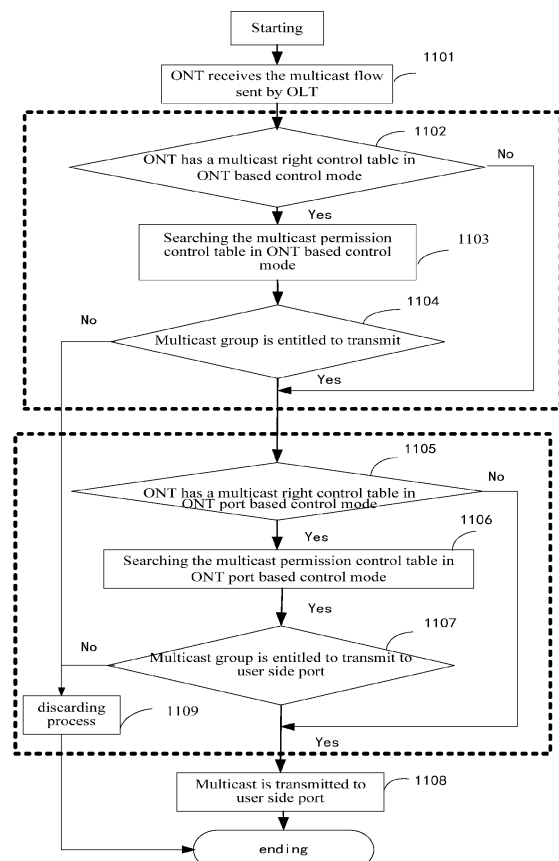 Starting
1101
ONT receives the multicast flow
sent by OLT
1102
No
ONT has a multicast right control table in
ONT based control mode
Yes
Searching the multicast permission
control table in ONT based control
mode
1103
1104
No
Multicast group is entitled to transmit
Yes
1105
No
ONT has a multicast right control table in
ONT port based control mode
1106
Yes
Searching the multicast permission control table in
ONT port based control mode
Yes
1107
No
Multicast group is entitled to transmit to
user side port
discarding
process
1109
Yes
Multicast is transmitted to
user side port
1108
ending